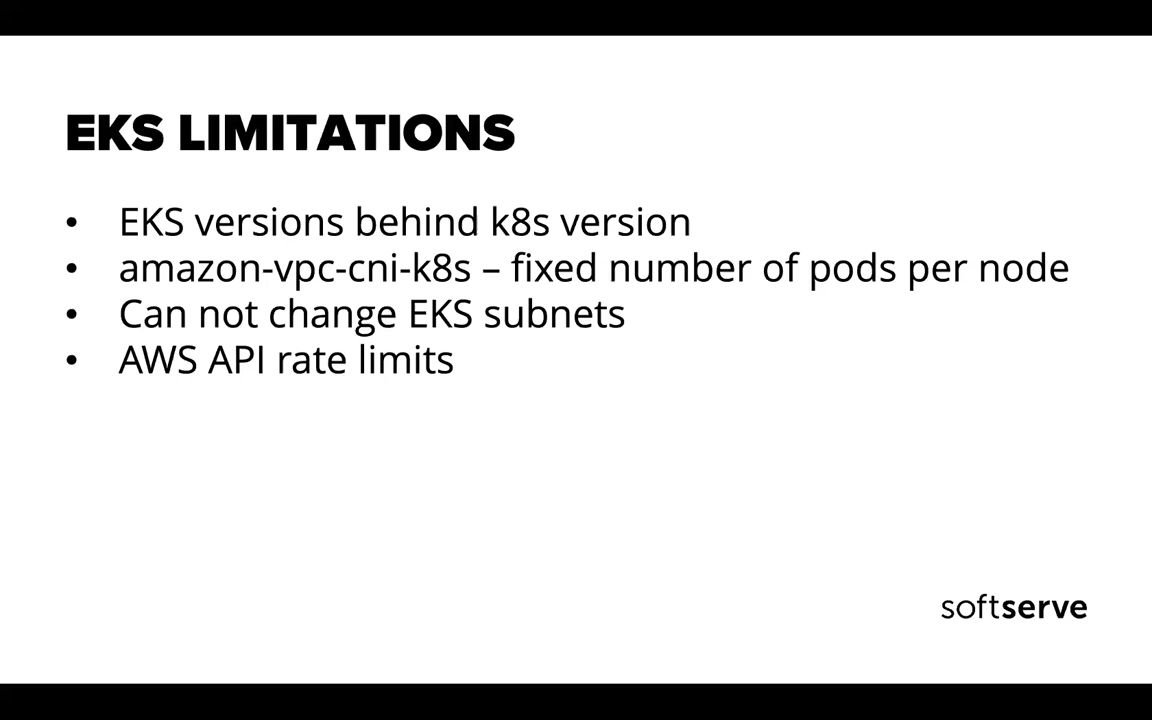 EKS LIMITATIONS
• EKS versions behind k8s version
• amazon-vpc-cni-k8s – fixed number of pods per node
• Can not change EKS subnets
• AWS API rate limits
softserve